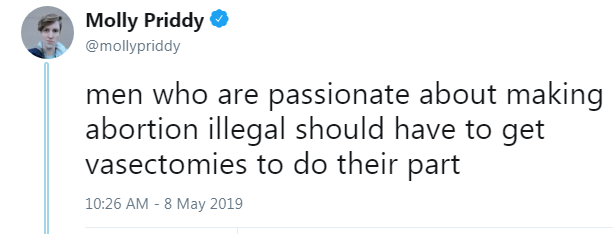 Molly Priddy
@mollypriddy
men who are passionate about making
abortion illegal should have to get
vasectomies to do their part
10:26 AM - 8 May 2019